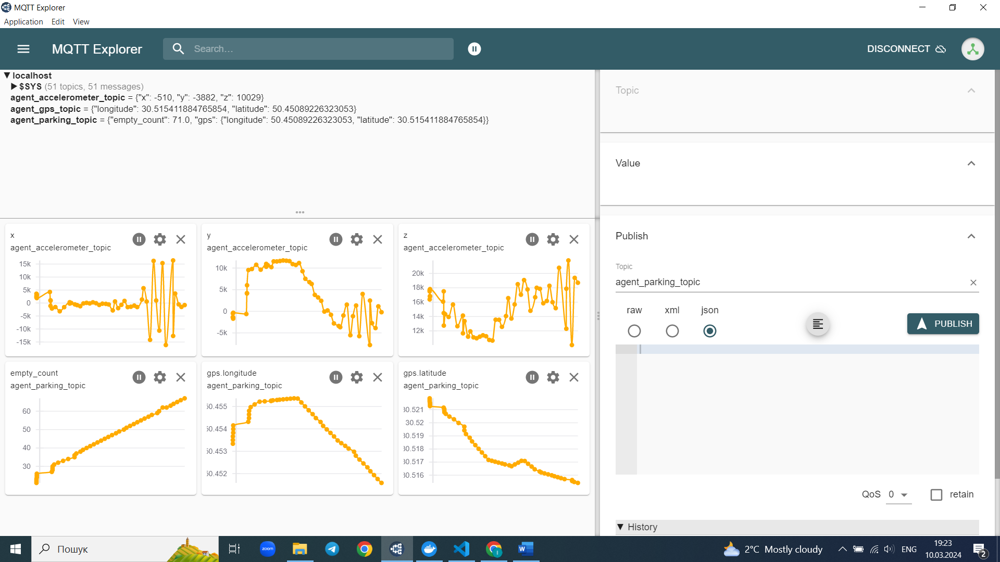 MQTT Explorer
Application Edit View
MQTT Explorer
Search...
DISCONNECT
▼ localhost
▶ $SYS (51 topics, 51 messages)
agent_accelerometer_topic = {"x": -510, "y": -3882, "z": 10029}
agent_gps_topic = {"longitude": 30.515411884765854, "latitude": 50.45089226323053}
agent_parking_topic = {"empty_count": 71.0, "gps": {"longitude": 50.45089226323053, "latitude": 30.515411884765854}}
Topic
Value
x
agent_accelerometer_topic
15k
10k
5k
0
-5k
-10k
-15k
y
agent_accelerometer_topic
10k
5k
0
-5k
z
agent_accelerometer_topic
20k
18k
16k
14k
12k
empty_count
agent_parking_topic
60
50
40
30
gps.longitude
agent_parking_topic
50.455
50.454
50.453
50.452
gps.latitude
agent_parking_topic
30.521
30.52
30.519
30.518
30.517
30.516
Publish
Topic
agent_parking_topic
raw xml json
PUBLISH
QoS 0 retain
▼ History
Пошук
zoom
W
2°C Mostly cloudy
ENG
19:23
10.03.2024
2